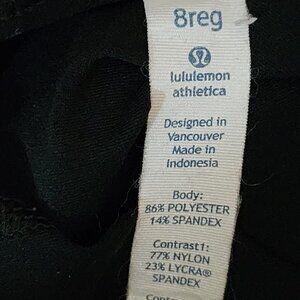 8reg
lululemon
athletica
Designed in
Vancouver
Made in
Indonesia
Body:
86% POLYESTER
14% SPANDEX
Contrast1:
77% NYLON
23% LYCRA®
SPANDEX